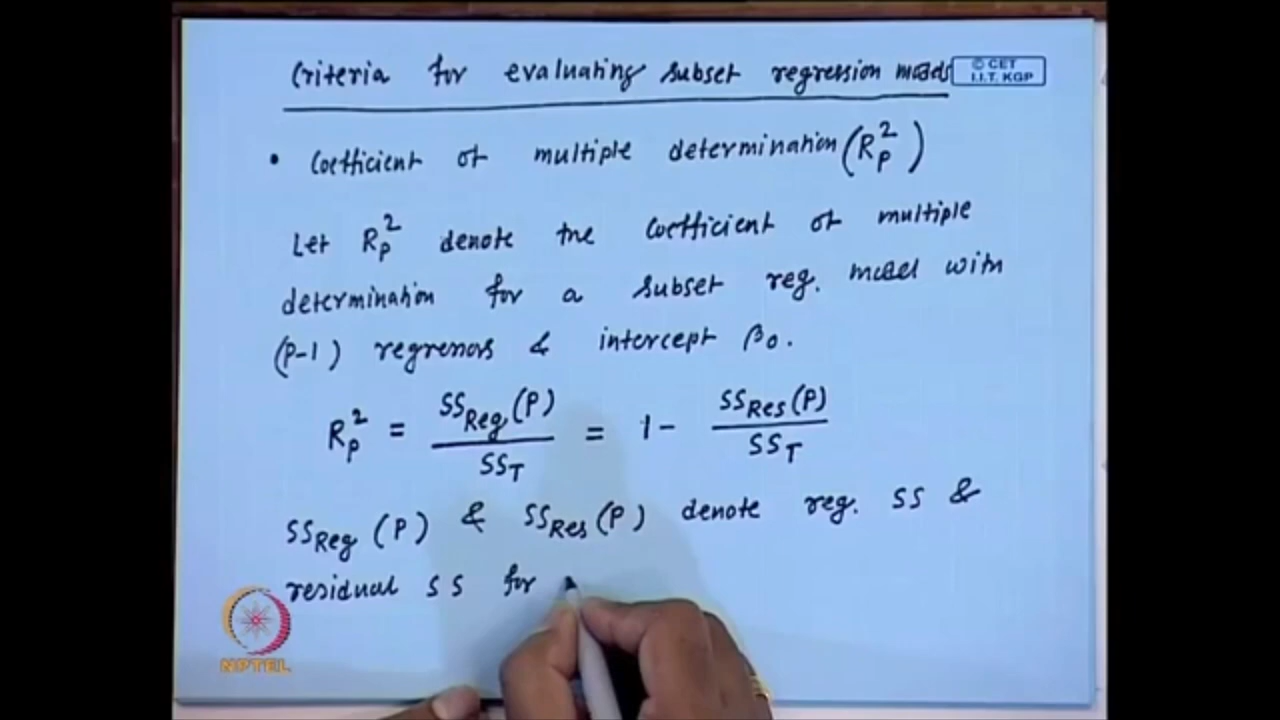 Criteria for evaluating subset regression models
© CET
I.I.T. KGP
• Coefficient of multiple determination (R_p^2)
Let R_p^2 denote the coefficient of multiple
determination for a subset reg. model with
(P-1) regressors & intercept β0.
R_p^2 = SS_Reg(P) / SS_T = 1 - SS_Res(P) / SS_T
SS_Reg (P) & SS_Res (P) denote reg. SS &
residual SS for
NPTEL